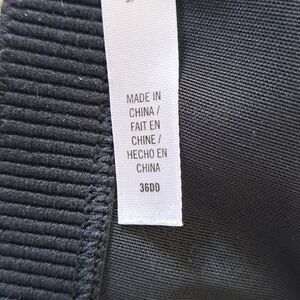 MADE IN
CHINA /
FAIT EN
CHINE /
HECHO EN
CHINA
36DD